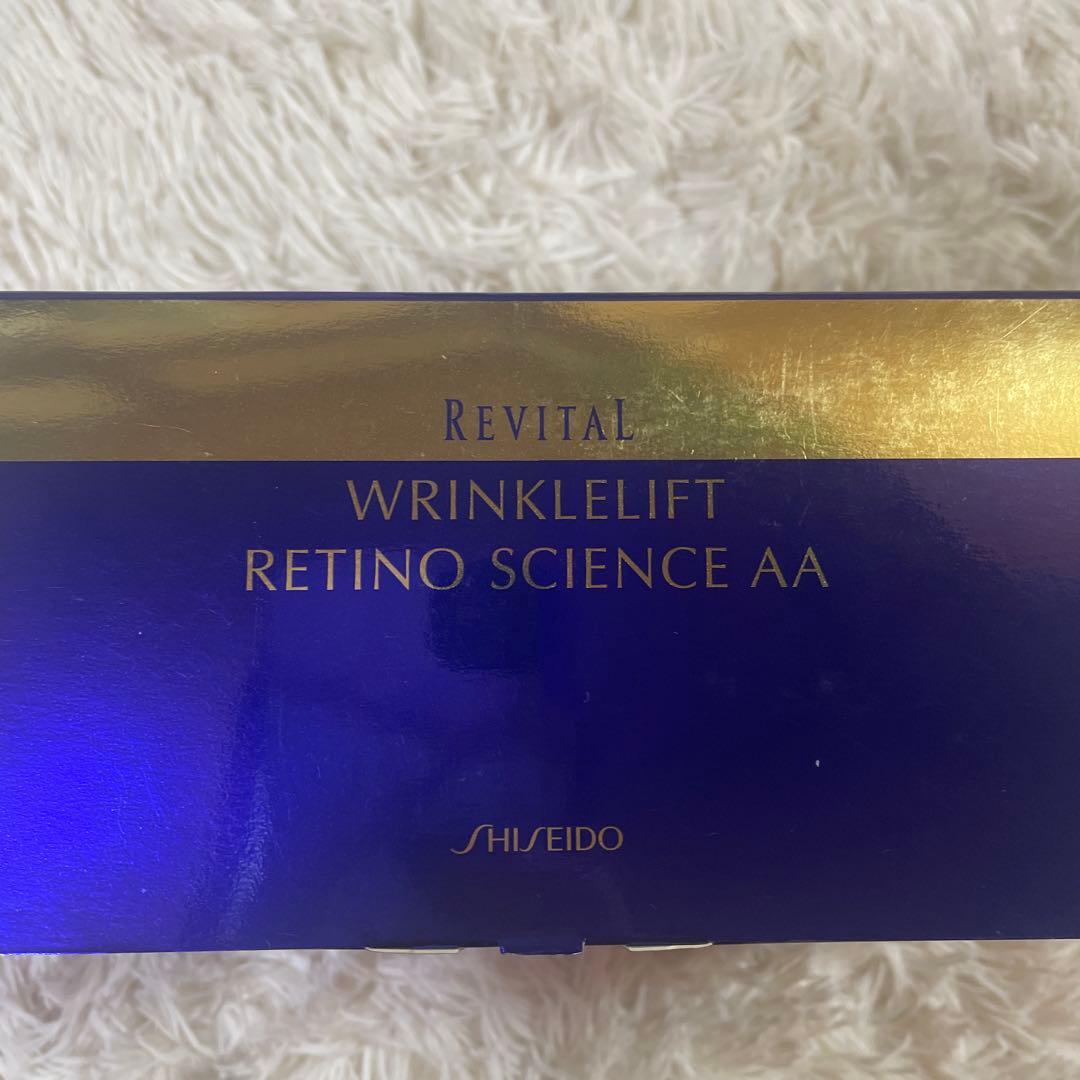 REVITAL
WRINKLELIFT
RETINO SCIENCE AA
SHISEIDO